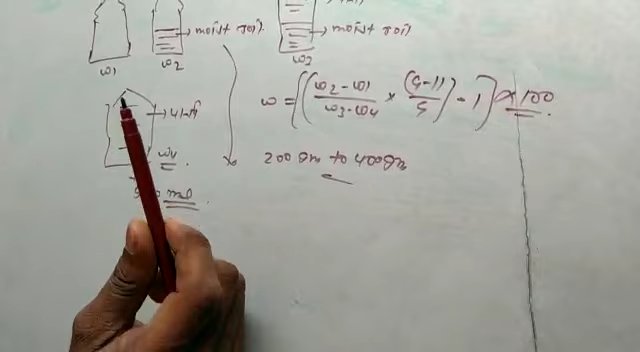 → moist soil → moist soil
w1 w2 w3
w = [((w2-w1)/(w3-w4) × (G-1)/G) - 1] × 100
w4
200 gm to 400gm
ml